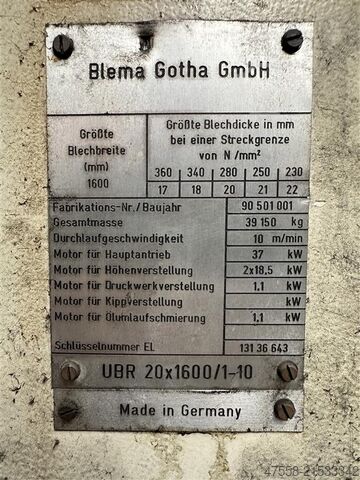 Blema Gotha GmbH
Größte
Blechbreite
(mm)
1600
Größte Blechdicke in mm
bei einer Streckgrenze
von N/mm²
360 340 280 250 230
17 18 20 21 22
Fabrikations-Nr./Baujahr 90 501 001
Gesamtmasse 39 150 kg
Durchlaufgeschwindigkeit 10 m/min
Motor für Hauptantrieb 37 kW
Motor für Höhenverstellung 2x18,5 kW
Motor für Druckwerkverstellung 1,1 kW
Motor für Kippverstellung kW
Motor für Ölumlaufschmierung 1,1 kW
Schlüsselnummer EL 131 36 643
UBR 20x1600/1-10
Made in Germany
47558-21533342